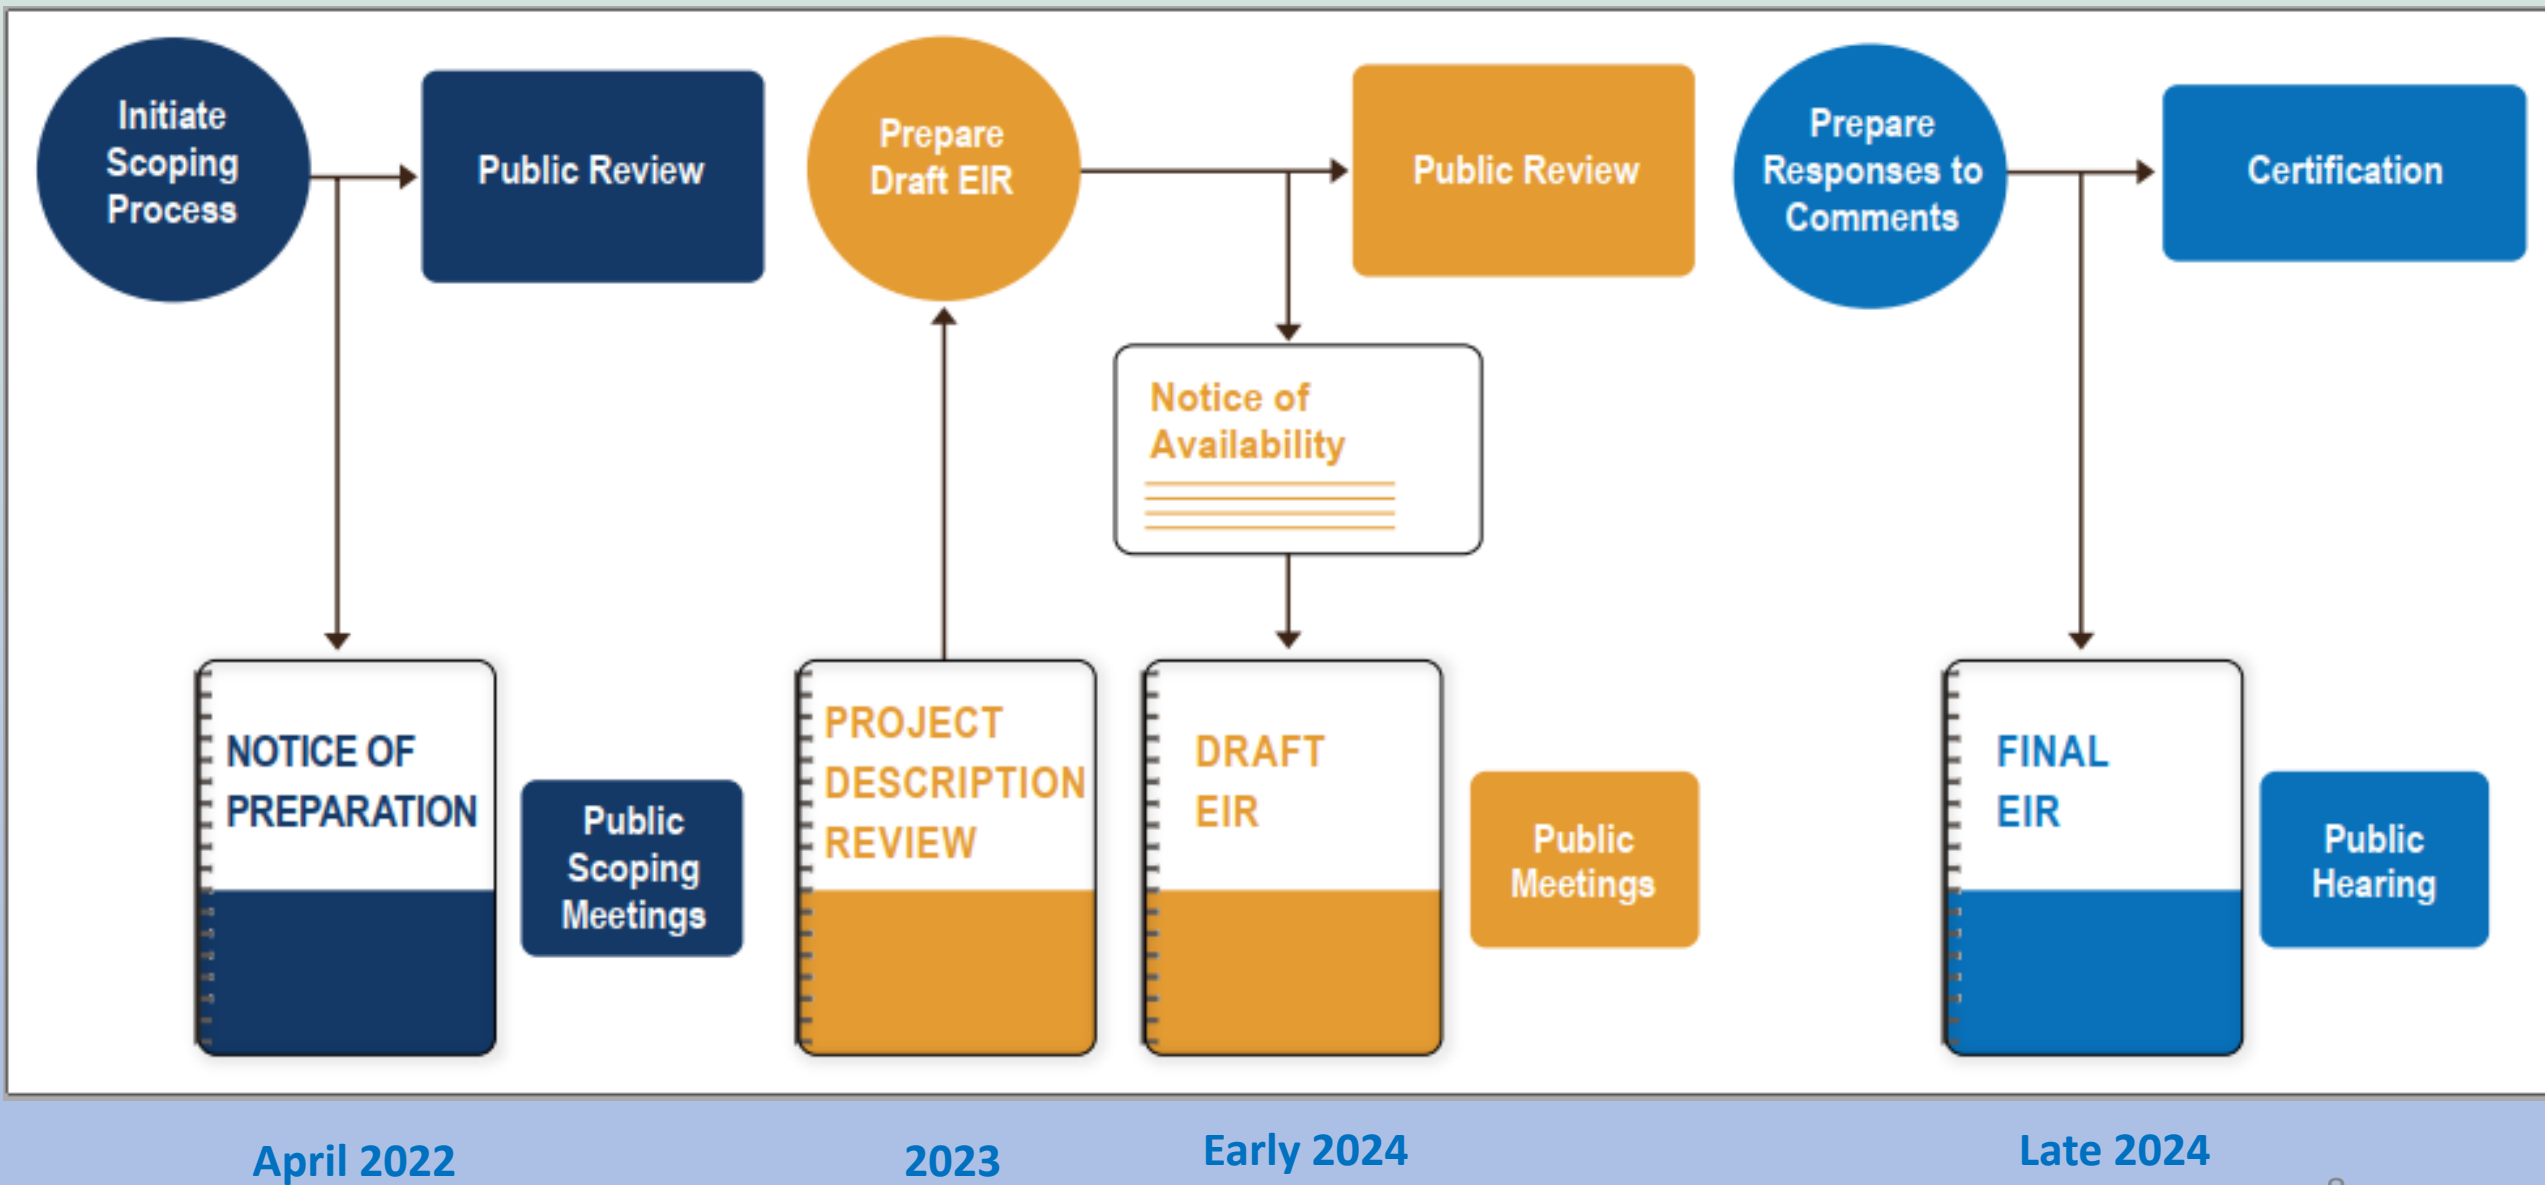 Initiate
Scoping
Process
Public Review
Prepare
Draft EIR
Public Review
Prepare
Responses to
Comments
Certification
Notice of
Availability
NOTICE OF
PREPARATION
Public
Scoping
Meetings
PROJECT
DESCRIPTION
REVIEW
DRAFT
EIR
Public
Meetings
FINAL
EIR
Public
Hearing
April 2022
2023
Early 2024
Late 2024